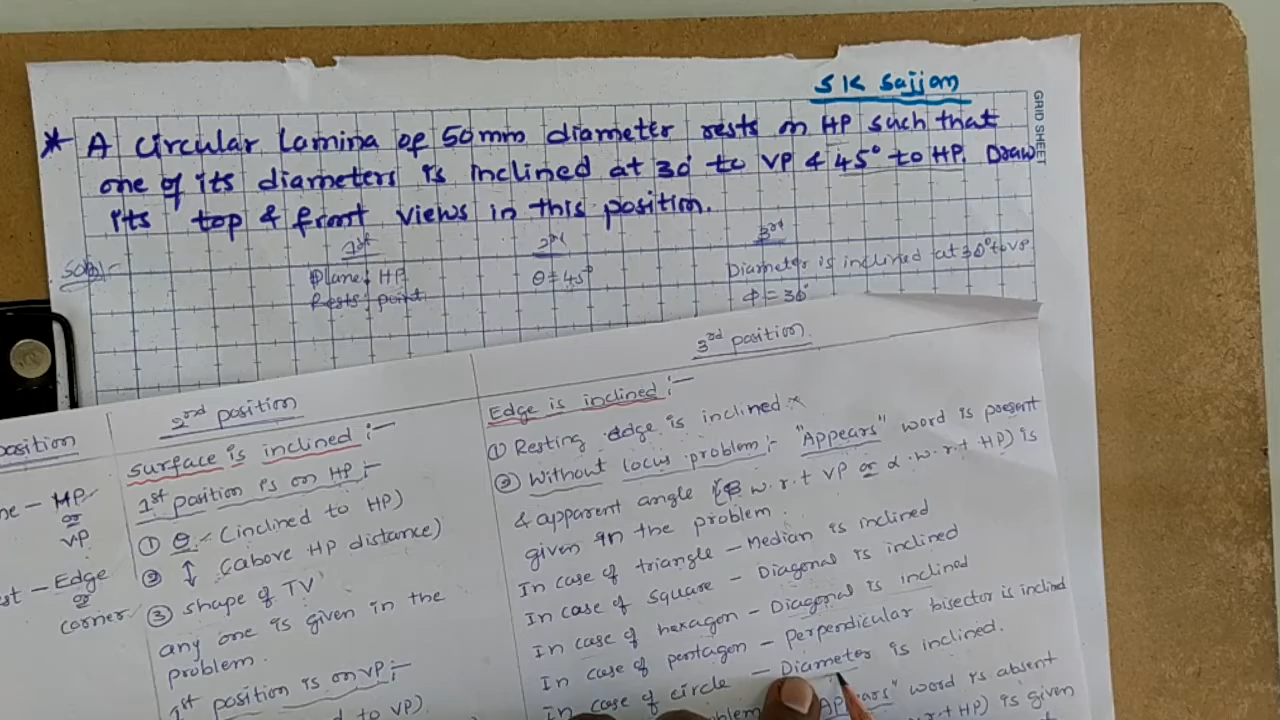 SK Sajjan
GRID SHEET
* A circular Lamina of 50mm diameter rests on HP such that
one of its diameters is inclined at 30 to VP & 45° to HP. Draw
its top & front views in this position.
Soln:-
1st
Plane: HP
Rests: point
2nd
θ = 45°
3rd
Diameter is inclined at 30° to VP
Φ = 30°
position
ne - HP
or
VP
st - Edge
or
corner
2nd position
Surface is inclined :-
1st position is on HP :-
① θ (inclined to HP)
② ↕ (above HP distance)
③ shape of TV
any one is given in the
problem.
1st position is on VP :-
d to VP)
3rd position
Edge is inclined :-
① Resting edge is inclined
② Without locus problem :- "Appears" word is present
& apparent angle (β w.r.t VP or α w.r.t HP) is
given in the problem.
In case of triangle - Median is inclined
In case of square - Diagonal is inclined
In case of hexagon - Diagonal is inclined
In case of pentagon - Perpendicular bisector is inclined
In case of circle - Diameter is inclined.
"Appears" word is absent
w.r.t HP) is given